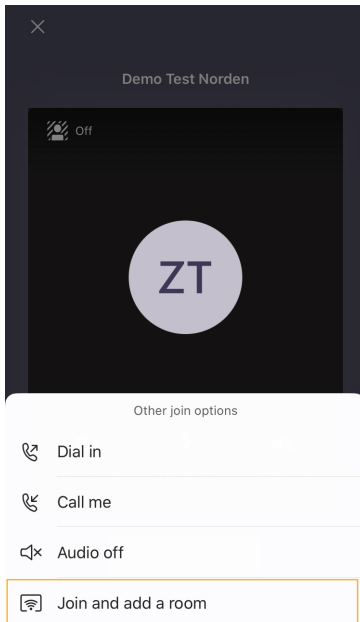 Demo Test Norden
Off
ZT
Other join options
Dial in
Call me
Audio off
Join and add a room